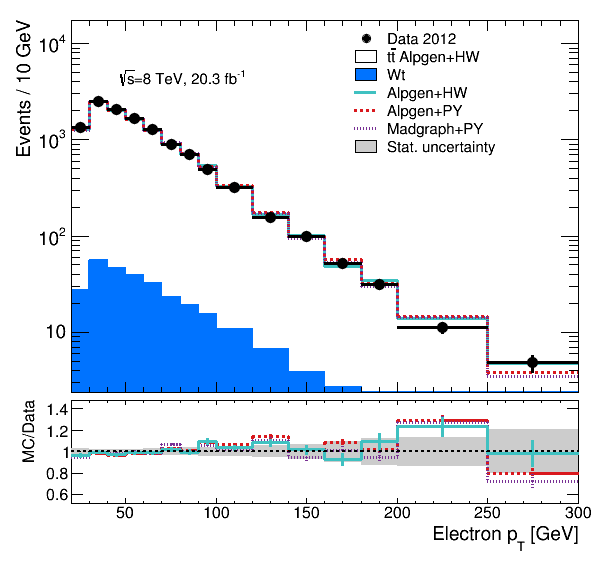 Events / 10 GeV
10⁴
10³
10²
10
√s=8 TeV, 20.3 fb⁻¹
Data 2012
tt̄ Alpgen+HW
Wt
Alpgen+HW
Alpgen+PY
Madgraph+PY
Stat. uncertainty
MC/Data
1.4
1.2
1
0.8
0.6
50 100 150 200 250 300
Electron p_T [GeV]